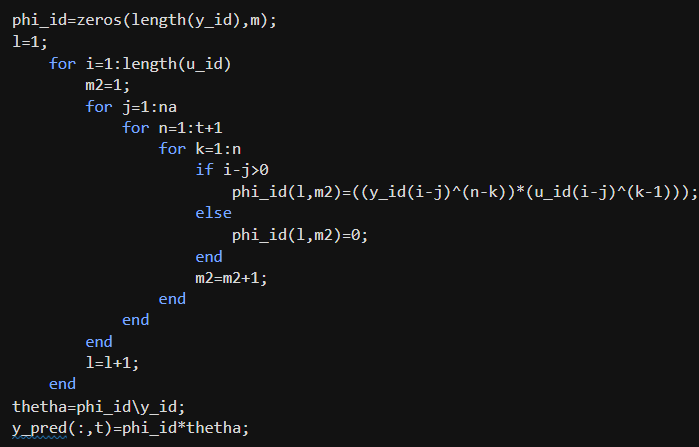 phi_id=zeros(length(y_id),m);
l=1;
for i=1:length(u_id)
m2=1;
for j=1:na
for n=1:t+1
for k=1:n
if i-j>0
phi_id(l,m2)=((y_id(i-j)^(n-k))*(u_id(i-j)^(k-1)));
else
phi_id(l,m2)=0;
end
m2=m2+1;
end
end
end
l=l+1;
end
thetha=phi_id\y_id;
y_pred(:,t)=phi_id*thetha;